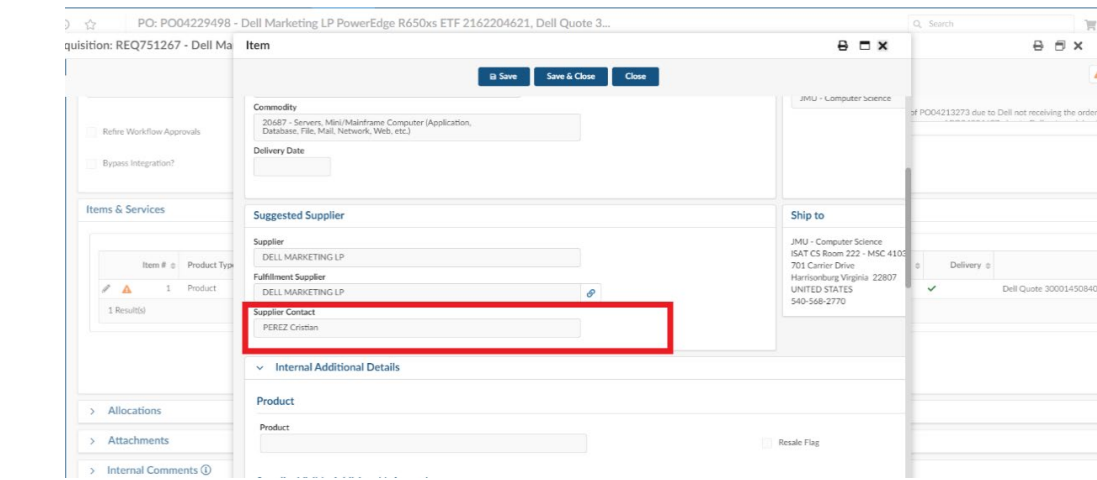 PO: PO04229498 - Dell Marketing LP PowerEdge R650xs ETF 2162204621, Dell Quote 3...
Search
quisition: REQ751267 - Dell Ma
Item
Save
Save & Close
Close
Commodity
20687 - Servers, Mini/Mainframe Computer (Application,
Database, File, Mail, Network, Web, etc.)
JMU - Computer Science
of PO04213273 due to Dell not receiving the order
Refire Workflow Approvals
Delivery Date
Bypass Integration?
Items & Services
Suggested Supplier
Ship to
Supplier
DELL MARKETING LP
JMU - Computer Science
ISAT CS Room 222 - MSC 4103
701 Carrier Drive
Harrisonburg Virginia 22807
UNITED STATES
540-568-2770
Item #
Product Type
Delivery
Fulfillment Supplier
DELL MARKETING LP
1
Product
Dell Quote 30001450840
1 Result(s)
Supplier Contact
PEREZ Cristian
Internal Additional Details
Product
Allocations
Product
Resale Flag
Attachments
Internal Comments